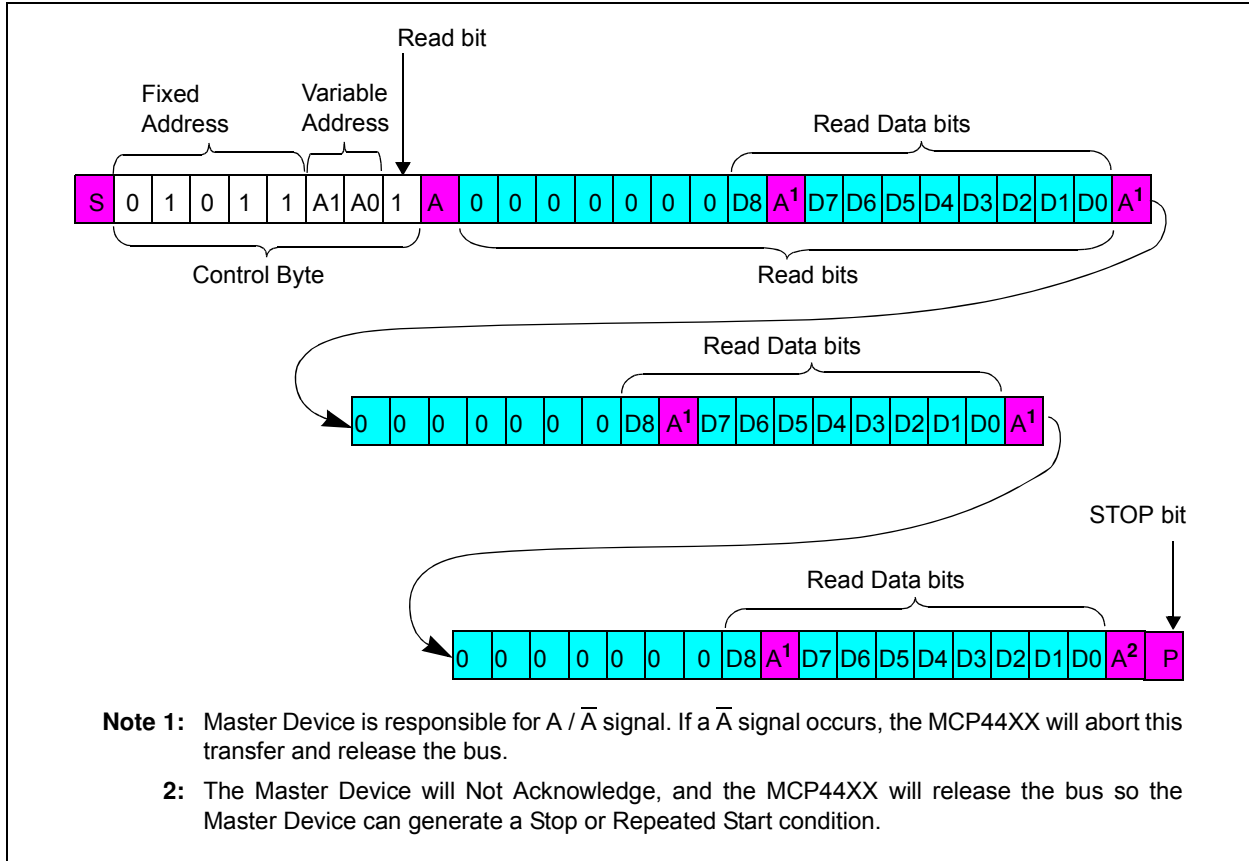 Read bit
Fixed Address
Variable Address
Read Data bits
S 0 1 0 1 1 A1 A0 1 A 0 0 0 0 0 0 0 D8 A¹ D7 D6 D5 D4 D3 D2 D1 D0 A¹
Control Byte
Read bits
Read Data bits
0 0 0 0 0 0 0 D8 A¹ D7 D6 D5 D4 D3 D2 D1 D0 A¹
STOP bit
Read Data bits
0 0 0 0 0 0 0 D8 A¹ D7 D6 D5 D4 D3 D2 D1 D0 A² P
Note 1: Master Device is responsible for A / A̅ signal. If a A̅ signal occurs, the MCP44XX will abort this
transfer and release the bus.
2: The Master Device will Not Acknowledge, and the MCP44XX will release the bus so the
Master Device can generate a Stop or Repeated Start condition.